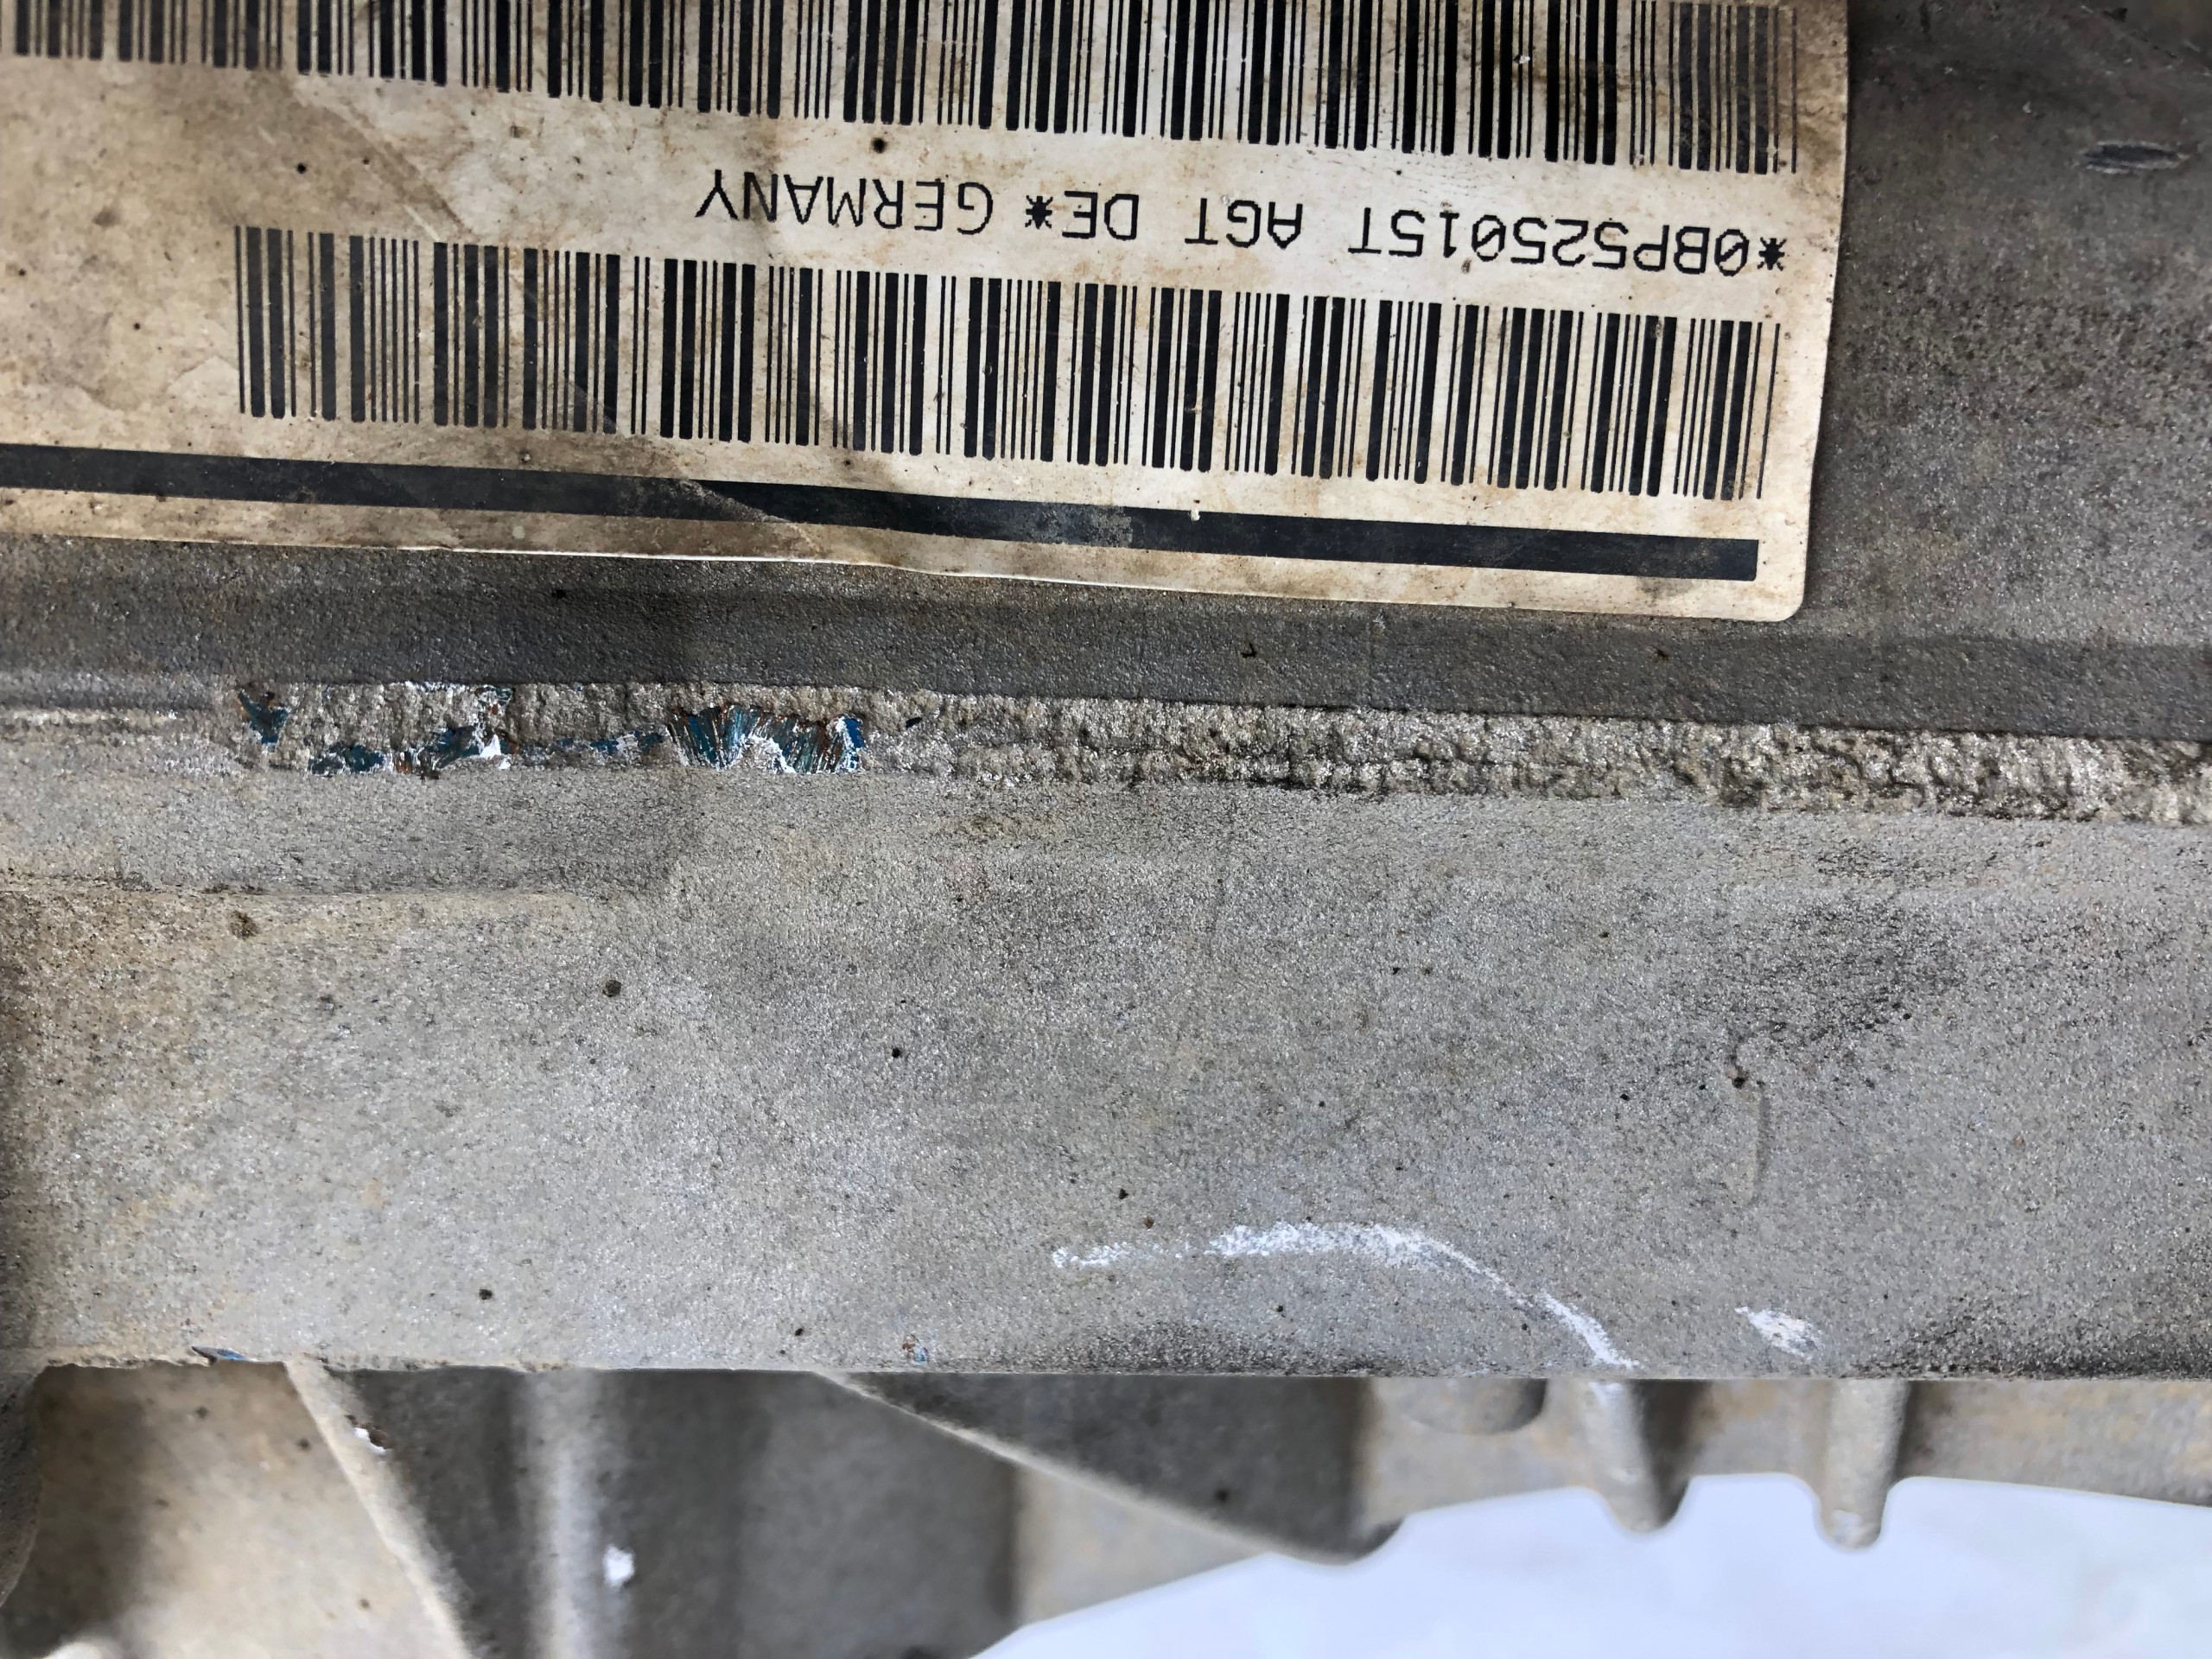 *0BP525015T AGT DE* GERMANY